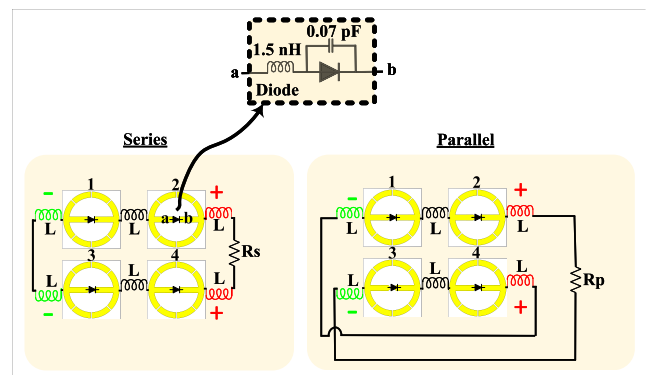 0.07 pF
1.5 nH
a
b
Diode
Series
Parallel
1
2
-
+
a
b
L
L
L
Rs
3
4
L
L
L
-
+
1
2
-
+
L
L
L
3
4
L
L
L
Rp
-
+